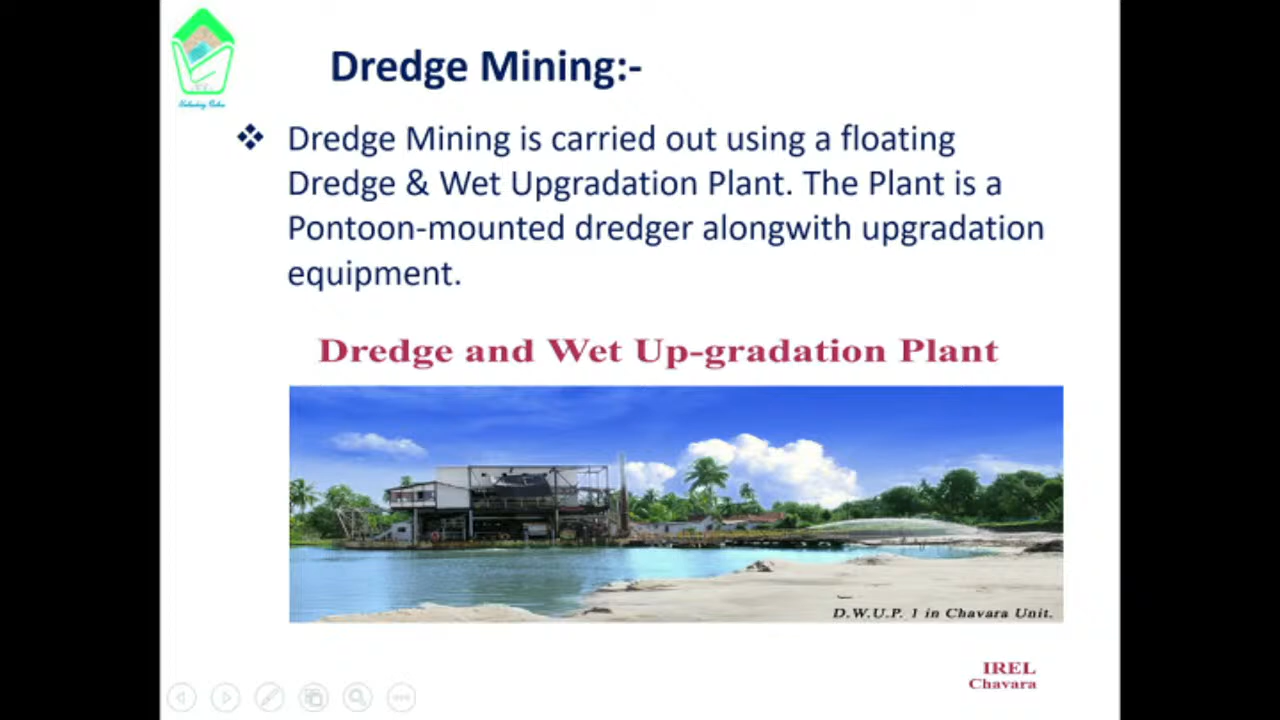 Dredge Mining:-
Dredge Mining is carried out using a floating
Dredge & Wet Upgradation Plant. The Plant is a
Pontoon-mounted dredger alongwith upgradation
equipment.
Dredge and Wet Up-gradation Plant
D.W.U.P. 1 in Chavara Unit.
IREL
Chavara